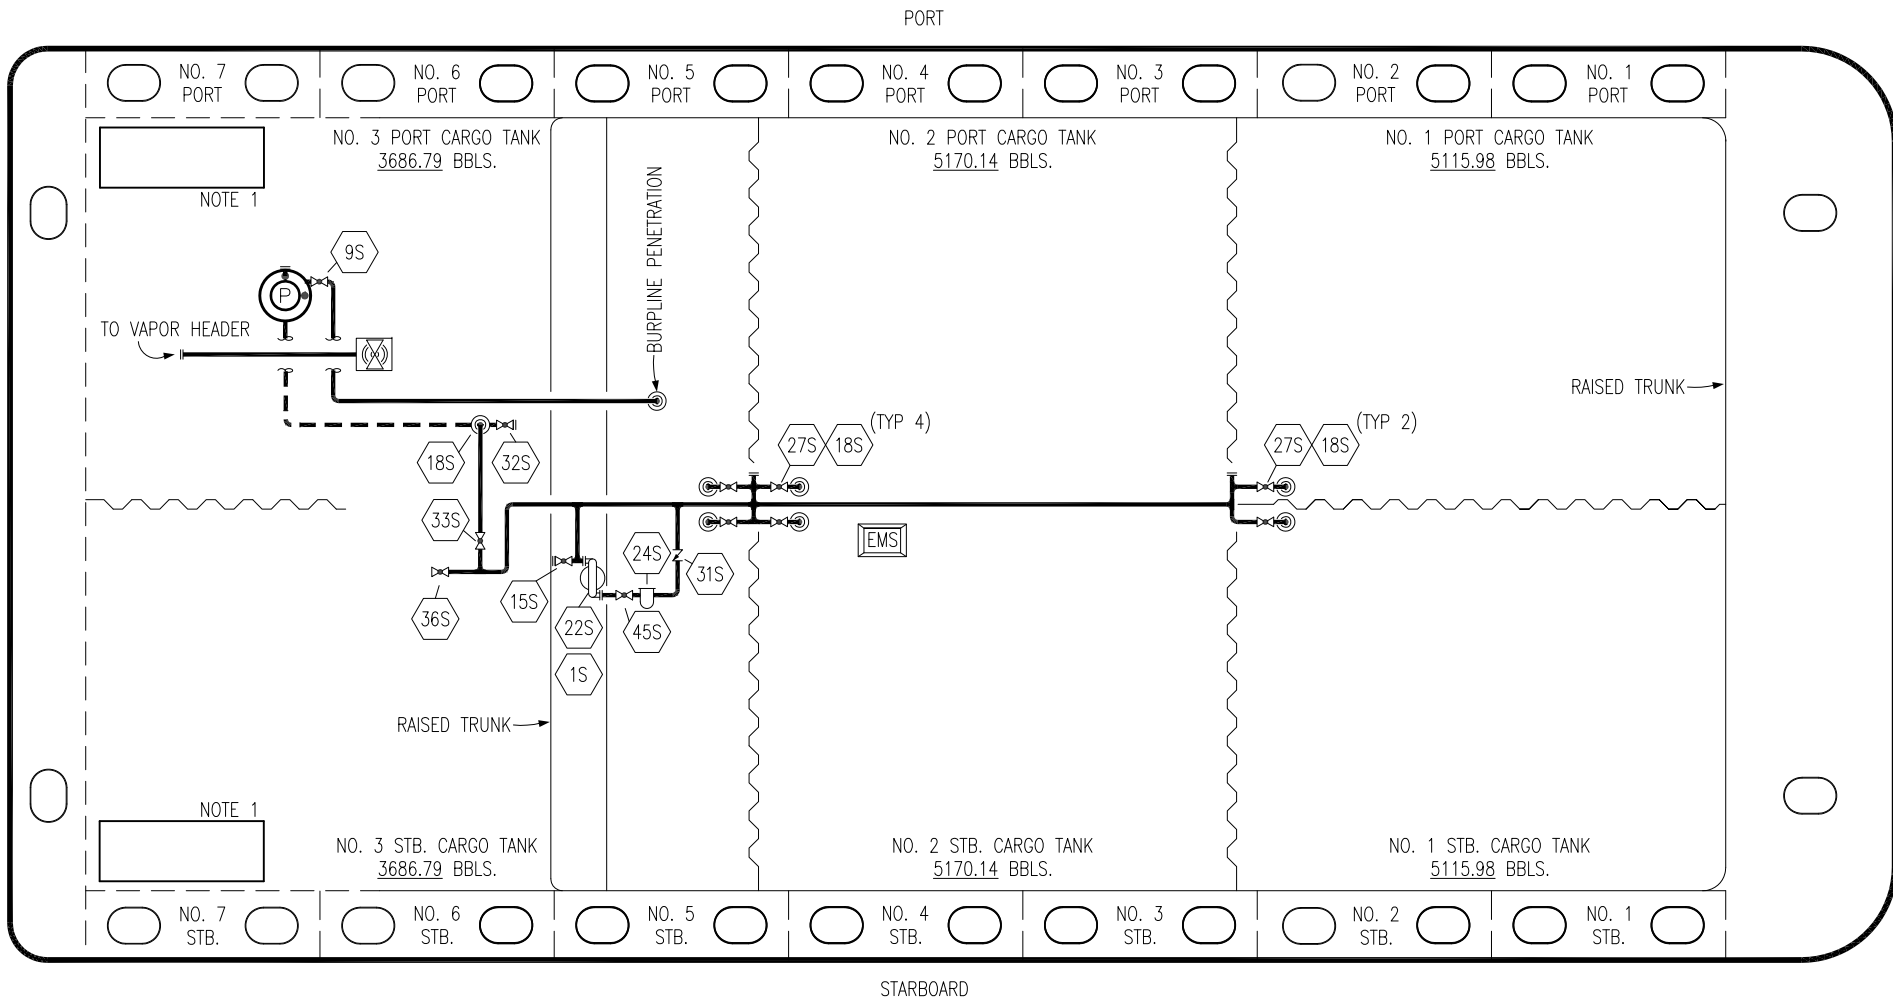 PORT
NO. 7
PORT
NO. 6
PORT
NO. 5
PORT
NO. 4
PORT
NO. 3
PORT
NO. 2
PORT
NO. 1
PORT
NO. 3 PORT CARGO TANK
3686.79 BBLS.
NO. 2 PORT CARGO TANK
5170.14 BBLS.
NO. 1 PORT CARGO TANK
5115.98 BBLS.
NOTE 1
BURPLINE PENETRATION
9S
P
TO VAPOR HEADER
RAISED TRUNK
18S
32S
27S
18S
(TYP 4)
27S
18S
(TYP 2)
33S
EMS
24S
31S
15S
36S
22S
45S
1S
RAISED TRUNK
NOTE 1
NO. 3 STB. CARGO TANK
3686.79 BBLS.
NO. 2 STB. CARGO TANK
5170.14 BBLS.
NO. 1 STB. CARGO TANK
5115.98 BBLS.
NO. 7
STB.
NO. 6
STB.
NO. 5
STB.
NO. 4
STB.
NO. 3
STB.
NO. 2
STB.
NO. 1
STB.
STARBOARD